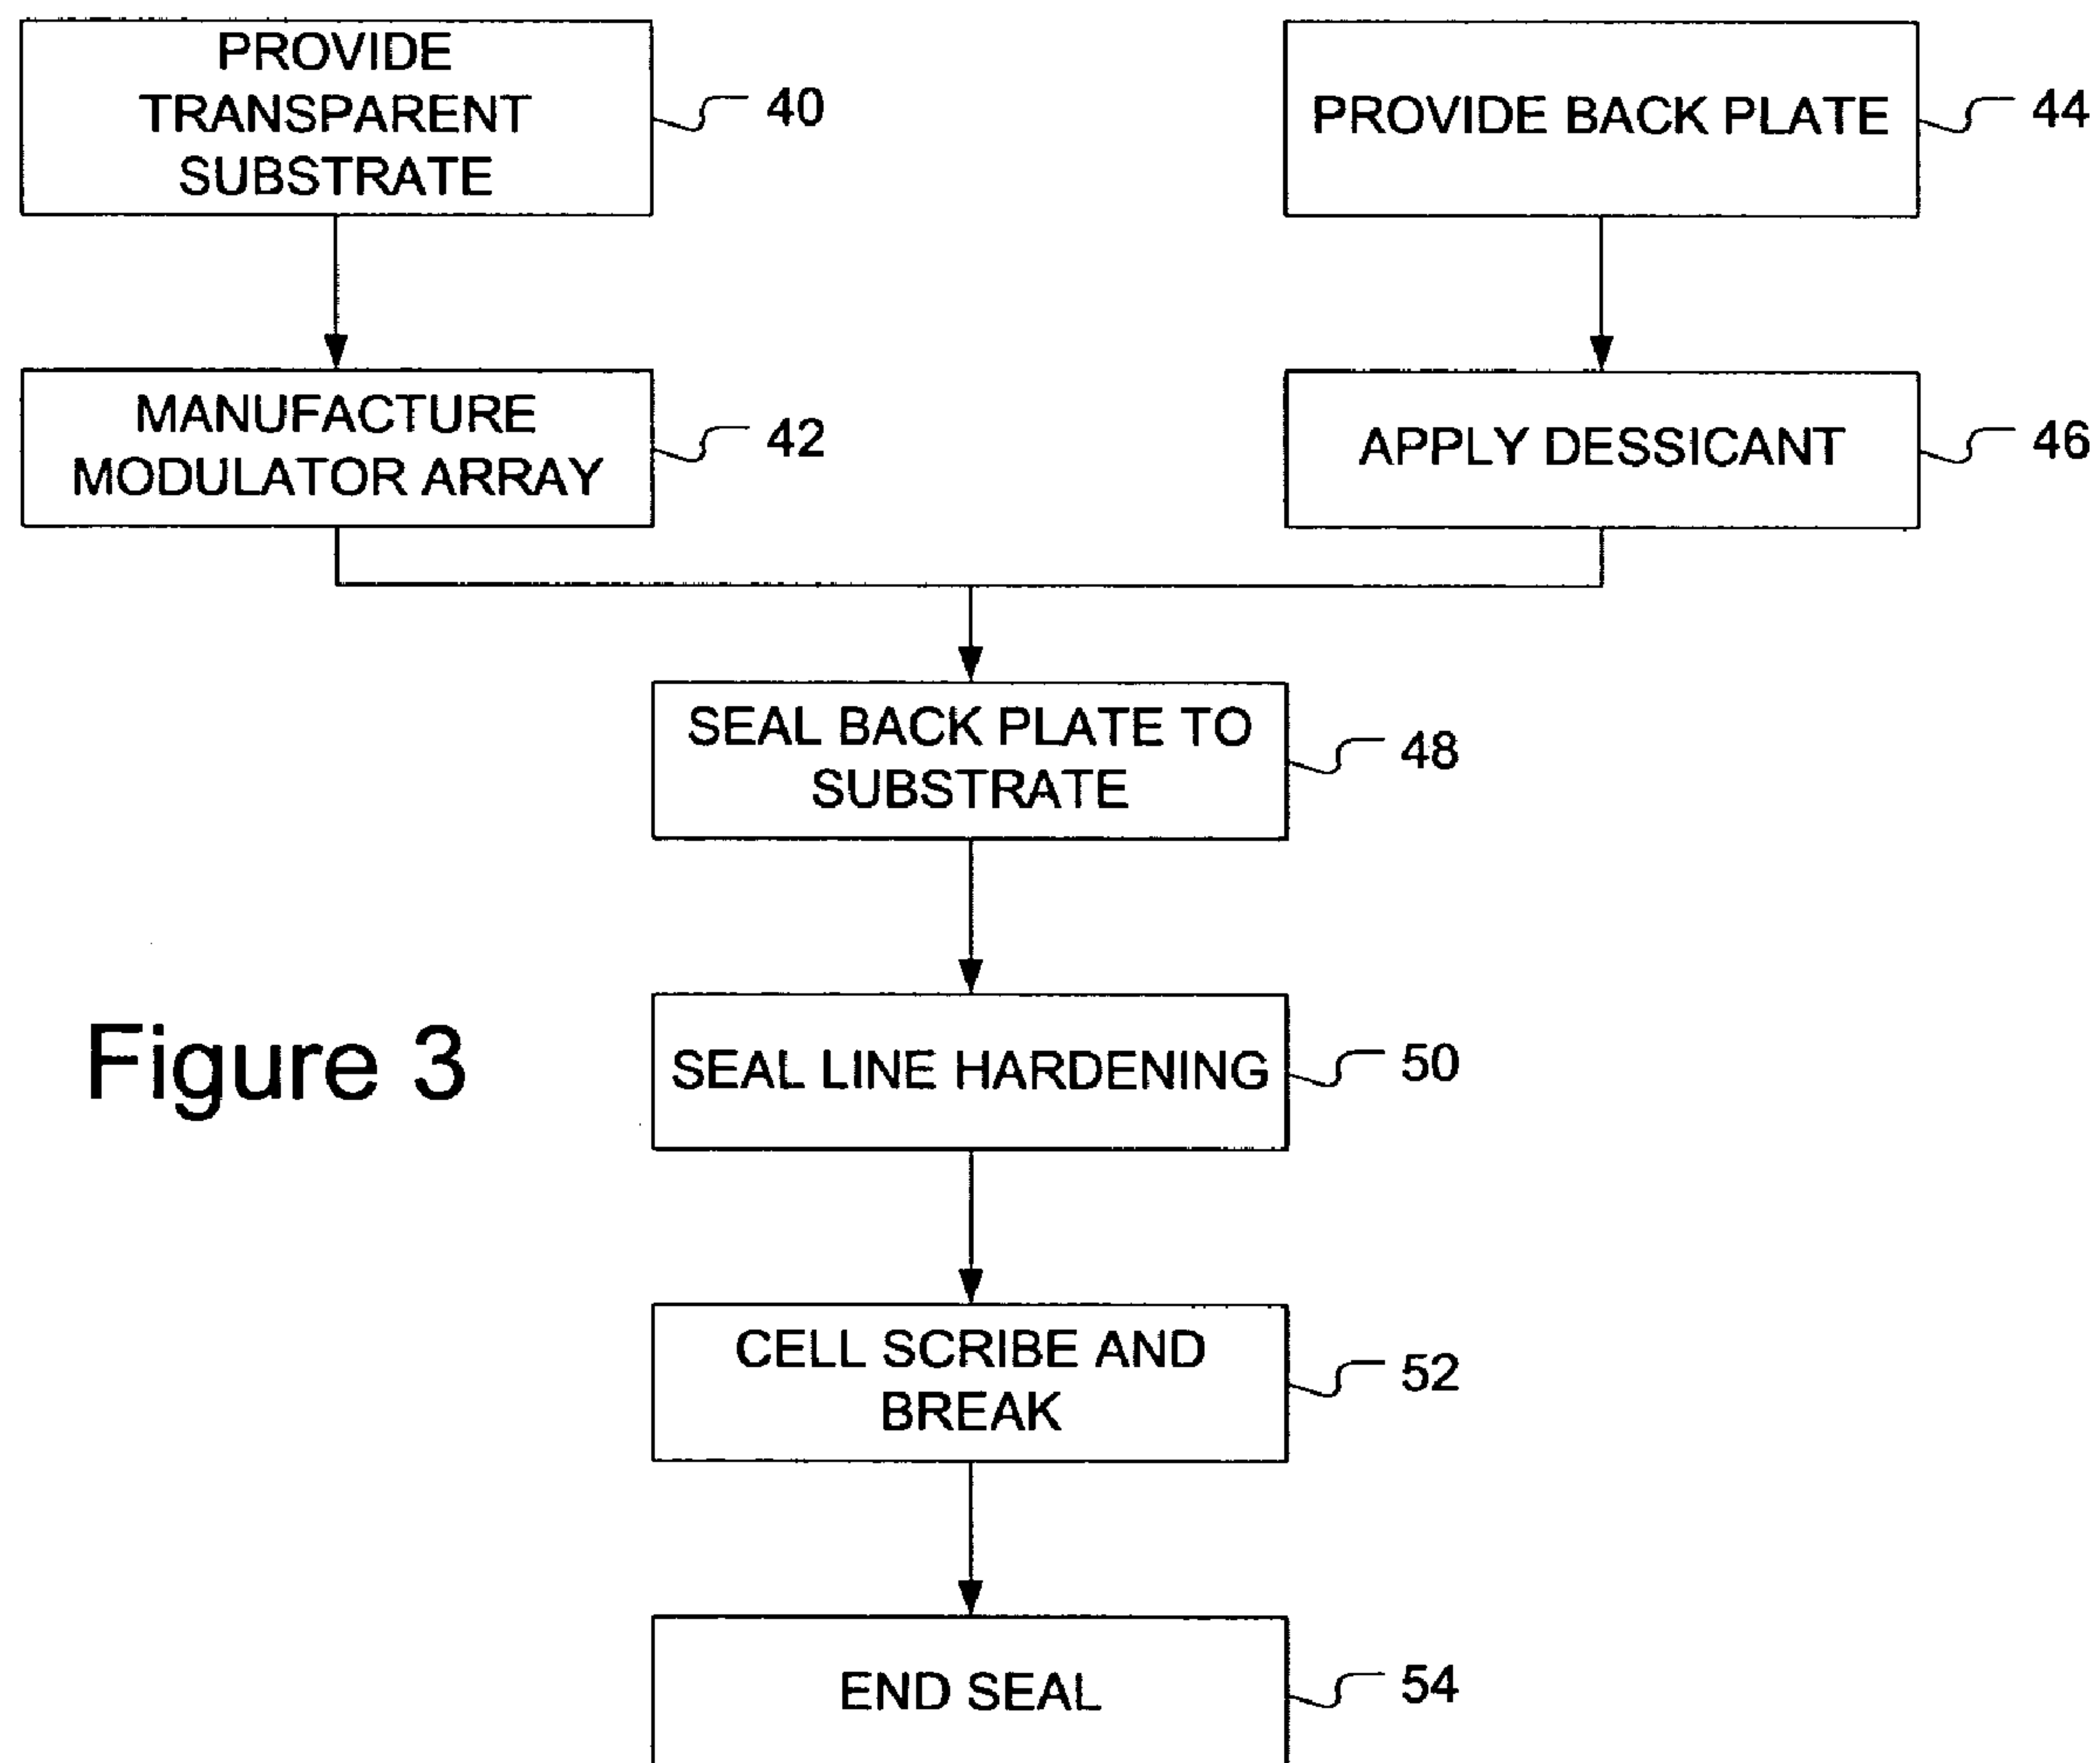 PROVIDE
TRANSPARENT
SUBSTRATE
40
PROVIDE BACK PLATE
44
MANUFACTURE
MODULATOR ARRAY
42
APPLY DESSICANT
46
SEAL BACK PLATE TO
SUBSTRATE
48
Figure 3
SEAL LINE HARDENING
50
CELL SCRIBE AND
BREAK
52
END SEAL
54